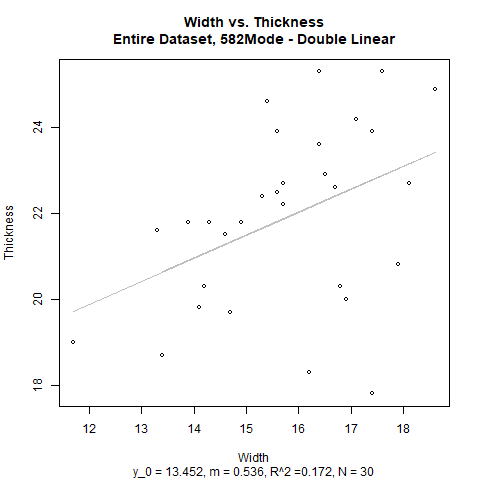 Width vs. Thickness
Entire Dataset, 582Mode - Double Linear
Thickness
24
22
20
18
12 13 14 15 16 17 18
Width
y_0 = 13.452, m = 0.536, R^2 =0.172, N = 30